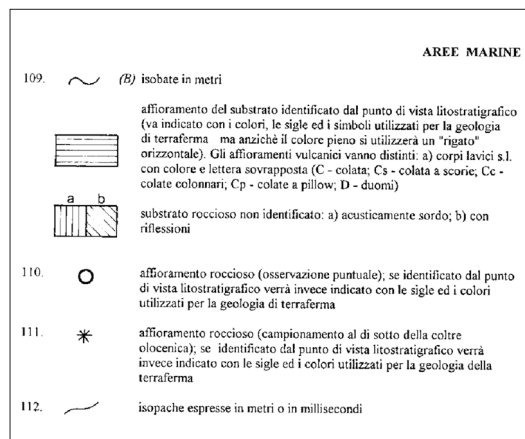 AREE MARINE
109. (B) isobate in metri
affioramento del substrato identificato dal punto di vista litostratigrafico
(va indicato con i colori, le sigle ed i simboli utilizzati per la geologia
di terraferma ma anzichè il colore pieno si utilizzerà un "rigato"
orizzontale). Gli affioramenti vulcanici vanno distinti: a) corpi lavici s.l.
con colore e lettera sovrapposta (C - colata; Cs - colata a scorie; Cc -
colate colonnari; Cp - colate a pillow; D - duomi)
a b
substrato roccioso non identificato: a) acusticamente sordo; b) con
riflessioni
110. affioramento roccioso (osservazione puntuale); se identificato dal punto
di vista litostratigrafico verrà invece indicato con le sigle ed i colori
utilizzati per la geologia di terraferma
111. affioramento roccioso (campionamento al di sotto della coltre
olocenica); se identificato dal punto di vista litostratigrafico verrà
invece indicato con le sigle ed i colori utilizzati per la geologia della
terraferma
112. isopache espresse in metri o in millisecondi